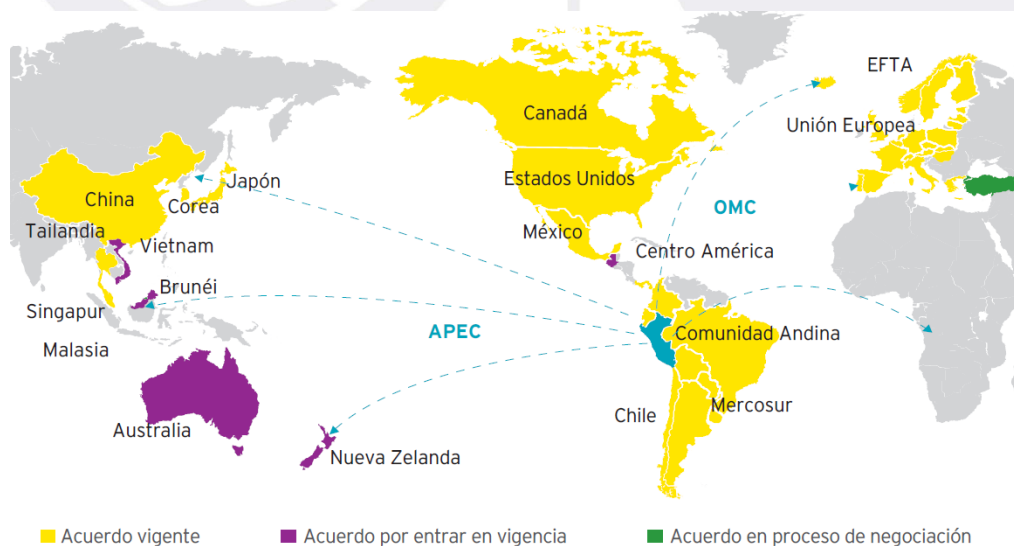 EFTA
Canadá
Unión Europea
Japón
China
Estados Unidos
Corea
OMC
Tailandia
México
Vietnam
Centro América
Brunéi
Singapur
APEC
Comunidad Andina
Malasia
Mercosur
Chile
Australia
Nueva Zelanda
Acuerdo vigente
Acuerdo por entrar en vigencia
Acuerdo en proceso de negociación